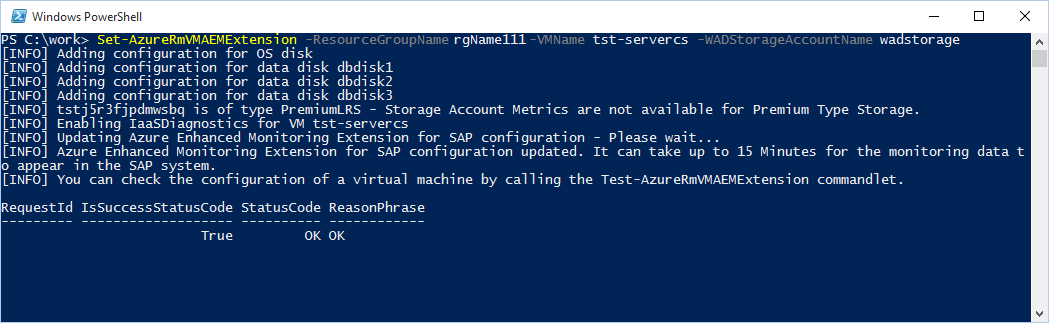 Windows PowerShell
PS C:\work> Set-AzureRmVMAEMExtension -ResourceGroupName rgName111 -VMName tst-servercs -WADStorageAccountName wadstorage
[INFO] Adding configuration for OS disk
[INFO] Adding configuration for data disk dbdisk1
[INFO] Adding configuration for data disk dbdisk2
[INFO] Adding configuration for data disk dbdisk3
[INFO] tstj5r3fjpdmwsbq is of type PremiumLRS - Storage Account Metrics are not available for Premium Type Storage.
[INFO] Enabling IaaSDiagnostics for VM tst-servercs
[INFO] Updating Azure Enhanced Monitoring Extension for SAP configuration - Please wait...
[INFO] Azure Enhanced Monitoring Extension for SAP configuration updated. It can take up to 15 Minutes for the monitoring data t
o appear in the SAP system.
[INFO] You can check the configuration of a virtual machine by calling the Test-AzureRmVMAEMExtension commandlet.
RequestId IsSuccessStatusCode StatusCode ReasonPhrase
--------- ------------------- ---------- ------------
True OK OK